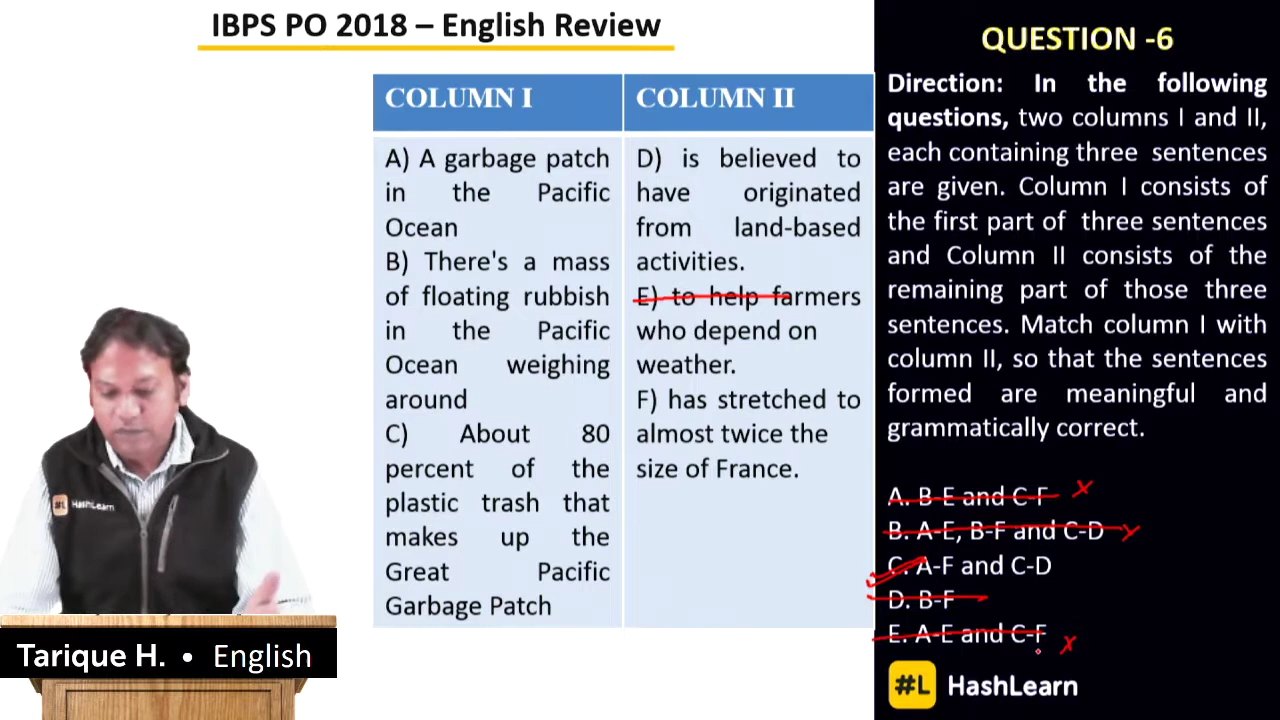 IBPS PO 2018 – English Review
COLUMN I
A) A garbage patch
in the Pacific
Ocean
B) There's a mass
of floating rubbish
in the Pacific
Ocean weighing
around
C) About 80
percent of the
plastic trash that
makes up the
Great Pacific
Garbage Patch
COLUMN II
D) is believed to
have originated
from land-based
activities.
E) to help farmers
who depend on
weather.
F) has stretched to
almost twice the
size of France.
QUESTION -6
Direction: In the following
questions, two columns I and II,
each containing three sentences
are given. Column I consists of
the first part of three sentences
and Column II consists of the
remaining part of those three
sentences. Match column I with
column II, so that the sentences
formed are meaningful and
grammatically correct.
A. B-E and C-F
B. A-E, B-F and C-D
C. A-F and C-D
D. B-F
E. A-E and C-F
#L HashLearn
#L HashLearn
Tarique H. • English